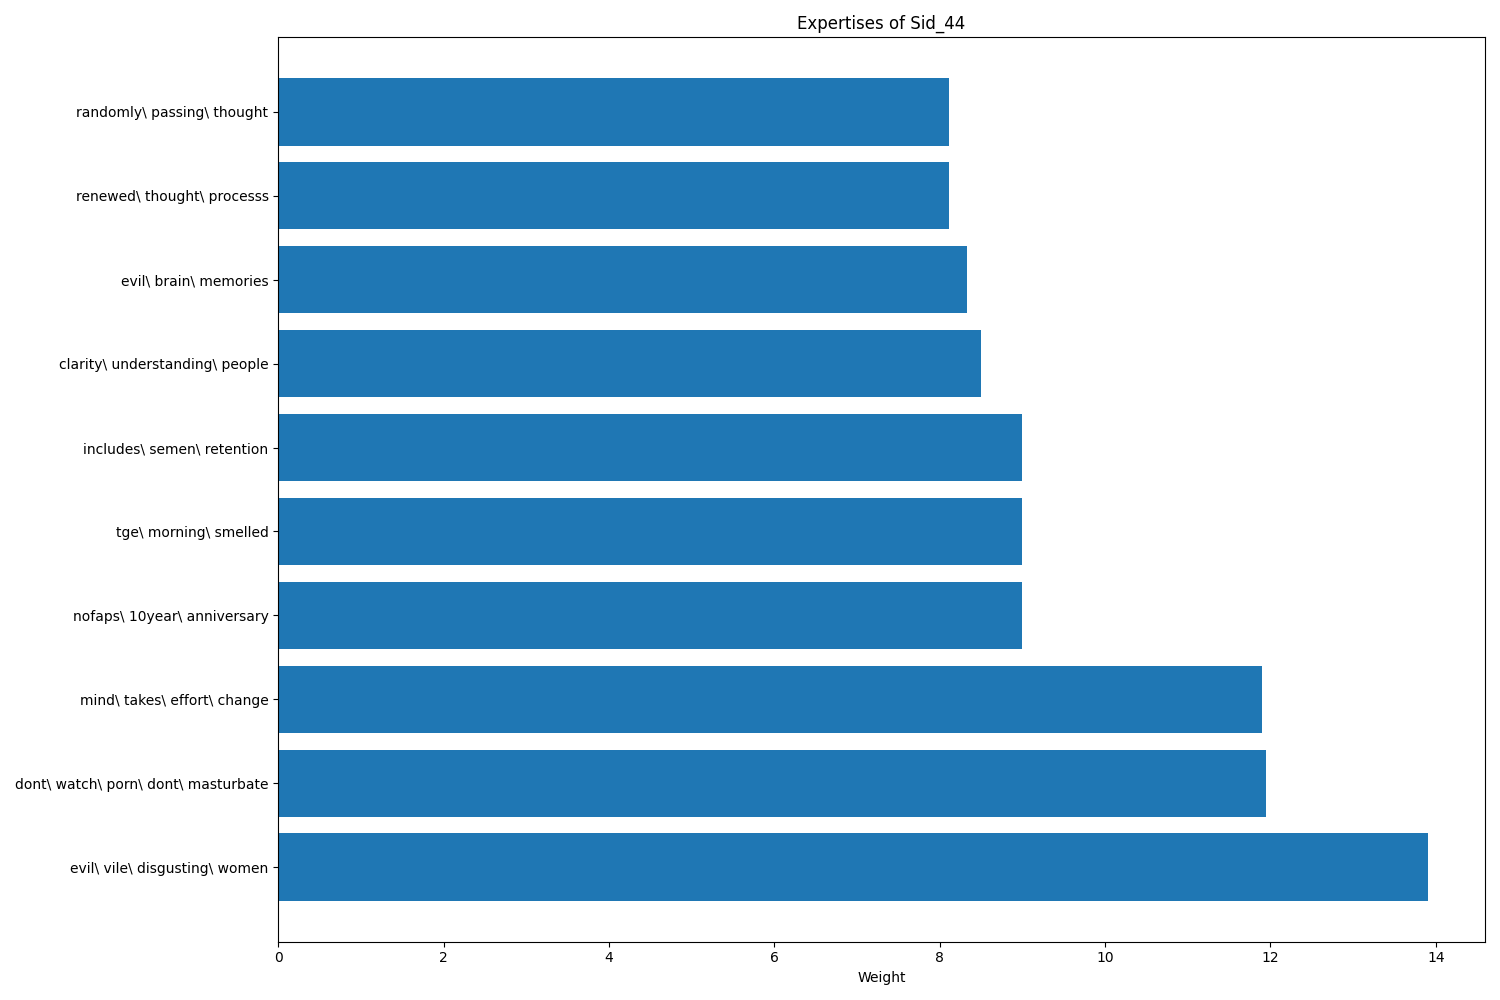 Expertises of Sid_44
randomly\ passing\ thought
renewed\ thought\ processs
evil\ brain\ memories
clarity\ understanding\ people
includes\ semen\ retention
tge\ morning\ smelled
nofaps\ 10year\ anniversary
mind\ takes\ effort\ change
dont\ watch\ porn\ dont\ masturbate
evil\ vile\ disgusting\ women
0 2 4 6 8 10 12 14
Weight